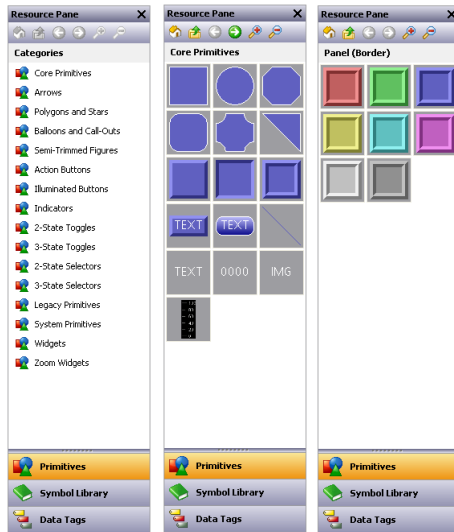 Resource Pane
Categories
Core Primitives
Arrows
Polygons and Stars
Balloons and Call-Outs
Semi-Trimmed Figures
Action Buttons
Illuminated Buttons
Indicators
2-State Toggles
3-State Toggles
2-State Selectors
3-State Selectors
Legacy Primitives
System Primitives
Widgets
Zoom Widgets
Primitives
Symbol Library
Data Tags
Resource Pane
Core Primitives
TEXT TEXT
TEXT 0000 IMG
Primitives
Symbol Library
Data Tags
Resource Pane
Panel (Border)
Primitives
Symbol Library
Data Tags